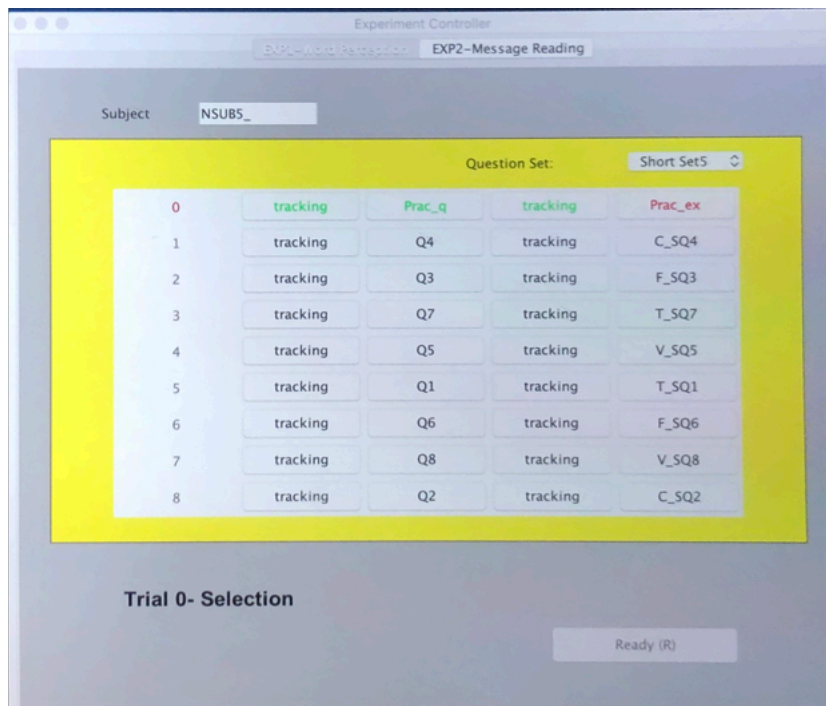 Experiment Controller
EXP1-Word Perception EXP2-Message Reading
Subject NSUB5_
Question Set: Short Set5
0 tracking Prac_q tracking Prac_ex
1 tracking Q4 tracking C_SQ4
2 tracking Q3 tracking F_SQ3
3 tracking Q7 tracking T_SQ7
4 tracking Q5 tracking V_SQ5
5 tracking Q1 tracking T_SQ1
6 tracking Q6 tracking F_SQ6
7 tracking Q8 tracking V_SQ8
8 tracking Q2 tracking C_SQ2
Trial 0- Selection
Ready (R)